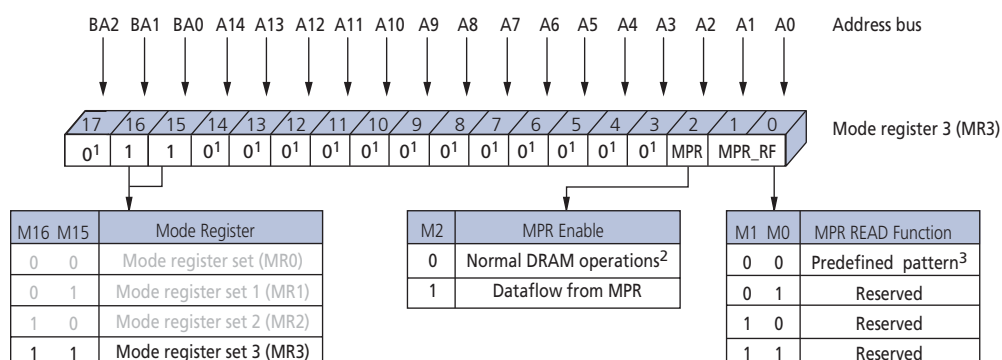 BA2 BA1 BA0 A14 A13 A12 A11 A10 A9 A8 A7 A6 A5 A4 A3 A2 A1 A0 Address bus
17 16 15 14 13 12 11 10 9 8 7 6 5 4 3 2 1 0 Mode register 3 (MR3)
0¹ 1 1 0¹ 0¹ 0¹ 0¹ 0¹ 0¹ 0¹ 0¹ 0¹ 0¹ 0¹ 0¹ MPR MPR_RF
M16 M15 Mode Register
0 0 Mode register set (MR0)
0 1 Mode register set 1 (MR1)
1 0 Mode register set 2 (MR2)
1 1 Mode register set 3 (MR3)
M2 MPR Enable
0 Normal DRAM operations²
1 Dataflow from MPR
M1 M0 MPR READ Function
0 0 Predefined pattern³
0 1 Reserved
1 0 Reserved
1 1 Reserved